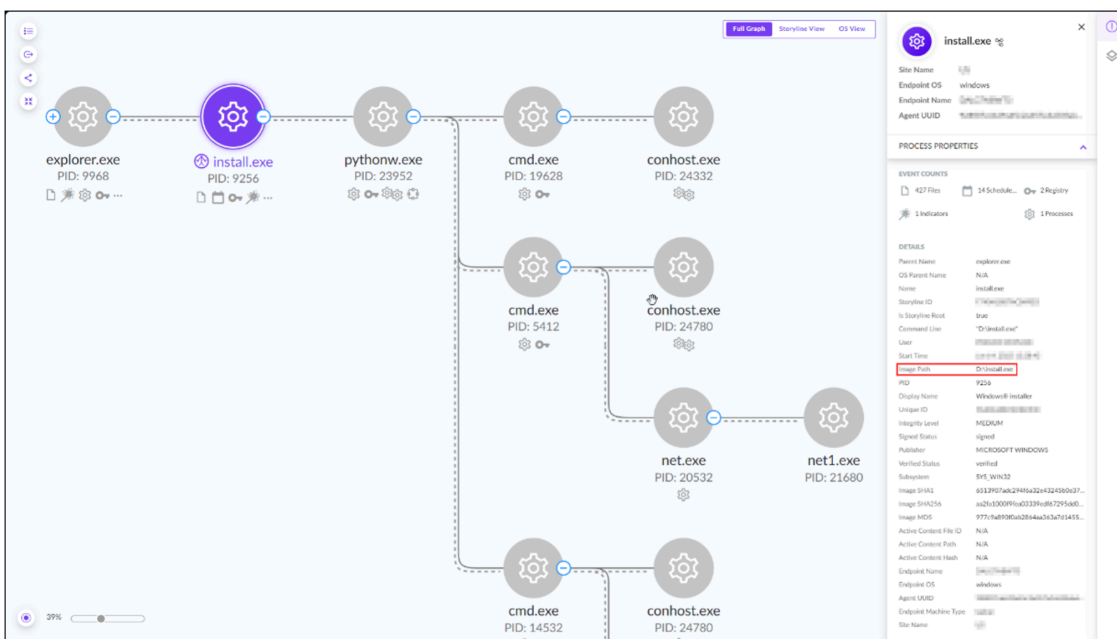 Full Graph Storyline View OS View
explorer.exe
PID: 9968
install.exe
PID: 9256
pythonw.exe
PID: 23952
cmd.exe
PID: 19628
conhost.exe
PID: 24332
cmd.exe
PID: 5412
conhost.exe
PID: 24780
net.exe
PID: 20532
net1.exe
PID: 21680
cmd.exe
PID: 14532
conhost.exe
PID: 24780
39%
install.exe
Site Name
Endpoint OS windows
Endpoint Name
Agent UUID
PROCESS PROPERTIES
EVENT COUNTS
427 Files 14 Schedule... 2 Registry
1 Indicators 1 Processes
DETAILS
Parent Name explorer.exe
OS Parent Name N/A
Name install.exe
Storyline ID
Is Storyline Root true
Command Line "D:\install.exe"
User
Start Time
Image Path D:\install.exe
PID 9256
Display Name Windows® installer
Unique ID
Integrity Level MEDIUM
Signed Status signed
Publisher MICROSOFT WINDOWS
Verified Status verified
Subsystem SYS_WIN32
Image SHA1
Image SHA256
Image MD5
Active Content File ID N/A
Active Content Path N/A
Active Content Hash N/A
Endpoint Name
Endpoint OS windows
Agent UUID
Endpoint Machine Type
Site Name